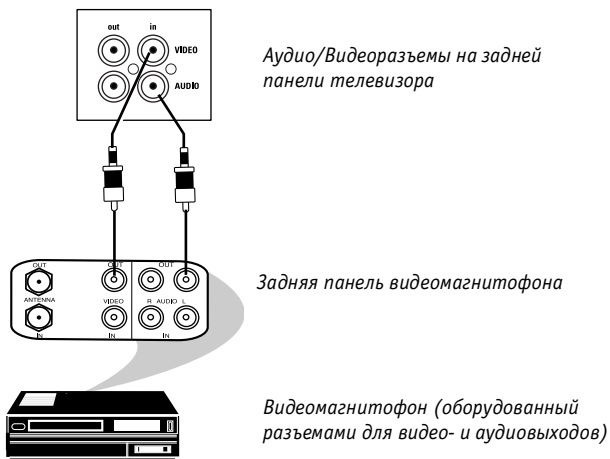 out in
VIDEO
AUDIO
Аудио/Видеоразъемы на задней
панели телевизора
OUT OUT OUT
ANTENNA VIDEO R AUDIO L
IN IN IN
Задняя панель видеомагнитофона
Видеомагнитофон (оборудованный
разъемами для видео- и аудиовыходов)